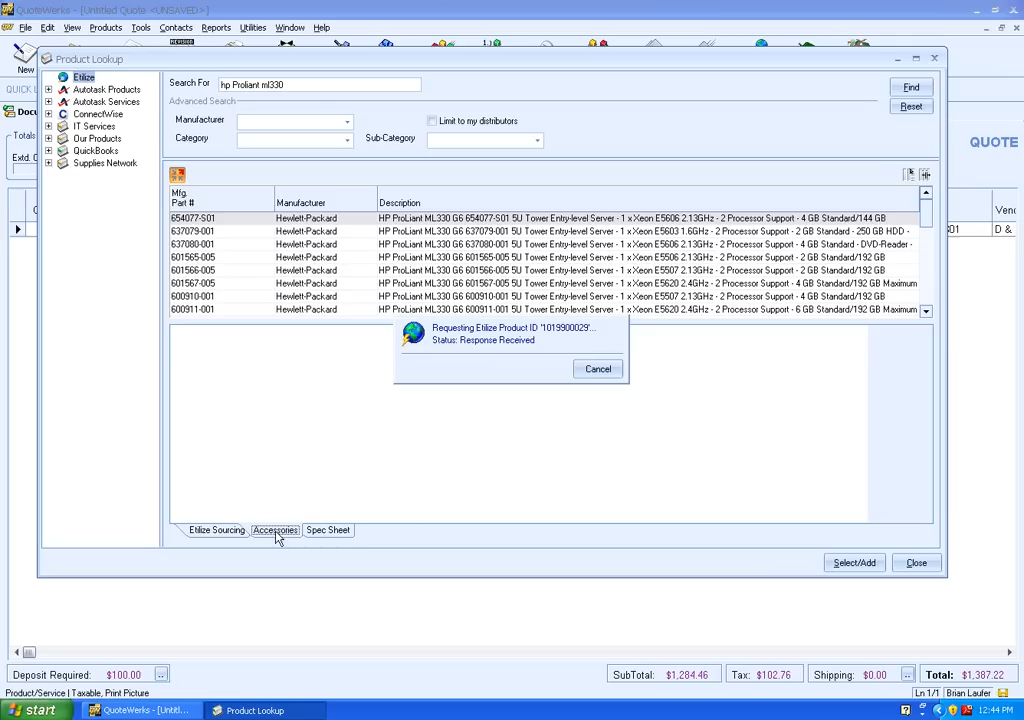 QuoteWerks - [Untitled Quote <UNSAVED>]
File Edit View Products Tools Contacts Reports Utilities Window Help
REVISED
New
Product Lookup
QUICK
Docu
Totals
Extd. C
QUOTE
Vend
01 D &
Etilize
Autotask Products
Autotask Services
ConnectWise
IT Services
Our Products
QuickBooks
Supplies Network
Search For hp Proliant ml330
Find
Advanced Search
Reset
Manufacturer
Limit to my distributors
Category Sub-Category
Mfg.
Part # Manufacturer Description
654077-S01 Hewlett-Packard HP ProLiant ML330 G6 654077-S01 5U Tower Entry-level Server - 1 x Xeon E5606 2.13GHz - 2 Processor Support - 4 GB Standard/144 GB
637079-001 Hewlett-Packard HP ProLiant ML330 G6 637079-001 5U Tower Entry-level Server - 1 x Xeon E5603 1.6GHz - 2 Processor Support - 2 GB Standard - 250 GB HDD -
637080-001 Hewlett-Packard HP ProLiant ML330 G6 637080-001 5U Tower Entry-level Server - 1 x Xeon E5606 2.13GHz - 2 Processor Support - 4 GB Standard - DVD-Reader -
601565-005 Hewlett-Packard HP ProLiant ML330 G6 601565-005 5U Tower Entry-level Server - 1 x Xeon E5606 2.13GHz - 2 Processor Support - 2 GB Standard/192 GB
601566-005 Hewlett-Packard HP ProLiant ML330 G6 601566-005 5U Tower Entry-level Server - 1 x Xeon E5507 2.13GHz - 2 Processor Support - 2 GB Standard/192 GB
601567-005 Hewlett-Packard HP ProLiant ML330 G6 601567-005 5U Tower Entry-level Server - 1 x Xeon E5620 2.4GHz - 2 Processor Support - 4 GB Standard/192 GB Maximum
600910-001 Hewlett-Packard HP ProLiant ML330 G6 600910-001 5U Tower Entry-level Server - 1 x Xeon E5507 2.13GHz - 2 Processor Support - 4 GB Standard/192 GB
600911-001 Hewlett-Packard HP ProLiant ML330 G6 600911-001 5U Tower Entry-level Server - 1 x Xeon E5620 2.4GHz - 2 Processor Support - 6 GB Standard/192 GB Maximum
Requesting Etilize Product ID '1019900029'...
Status: Response Received
Cancel
Etilize Sourcing Accessories Spec Sheet
Select/Add Close
Deposit Required: $100.00 ... SubTotal: $1,284.46 Tax: $102.76 Shipping: $0.00 ... Total: $1,387.22
Product/Service | Taxable, Print Picture Ln 1/1 Brian Laufer
start QuoteWerks - [Untitl... Product Lookup 12:44 PM